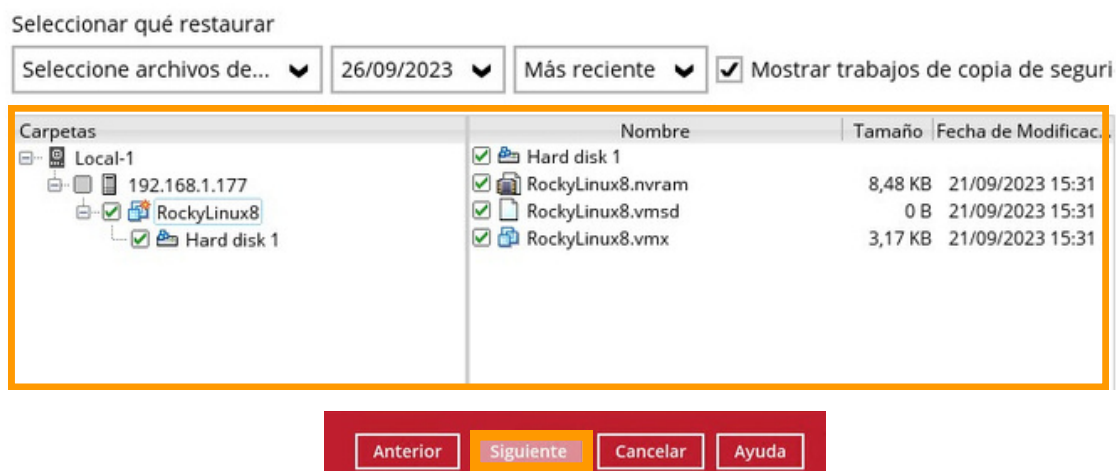 Seleccionar qué restaurar
Seleccione archivos de... 26/09/2023 Más reciente Mostrar trabajos de copia de seguri
Carpetas Nombre Tamaño Fecha de Modificac...
Local-1 Hard disk 1
192.168.1.177 RockyLinux8.nvram 8,48 KB 21/09/2023 15:31
RockyLinux8 RockyLinux8.vmsd 0 B 21/09/2023 15:31
Hard disk 1 RockyLinux8.vmx 3,17 KB 21/09/2023 15:31
Anterior Siguiente Cancelar Ayuda